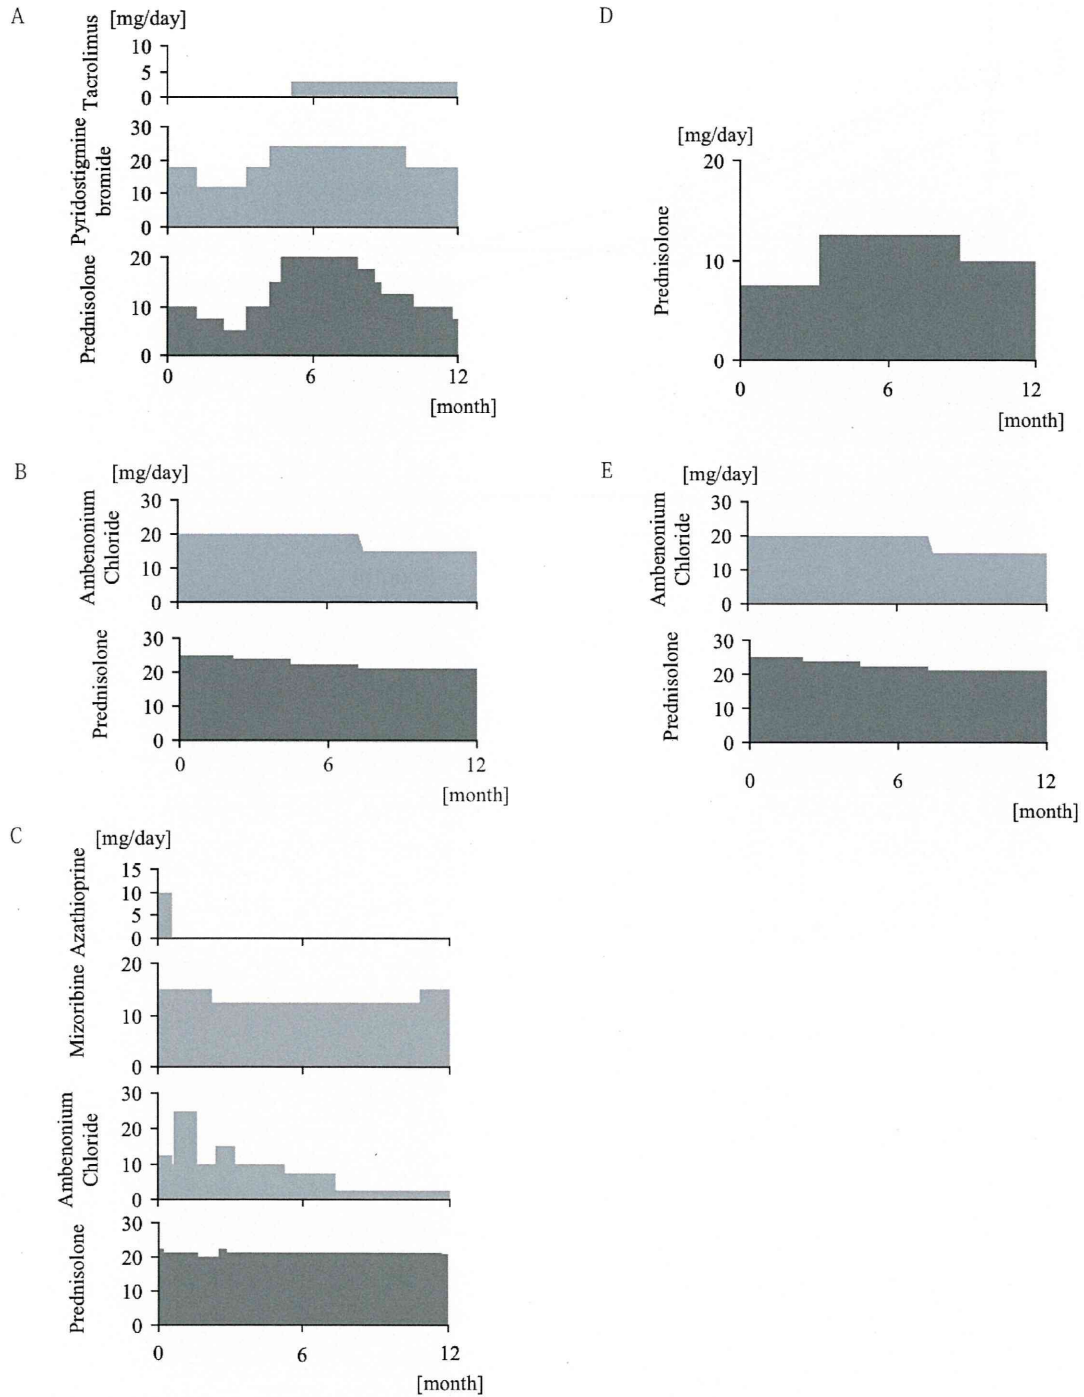 A
[mg/day]
Tacrolimus
10
5
0
Pyridostigmine
bromide
30
20
10
0
Prednisolone
20
10
0
0 6 12
[month]
D
[mg/day]
Prednisolone
20
10
0
0 6 12
[month]
B
[mg/day]
Ambenonium
Chloride
30
20
10
0
Prednisolone
30
20
10
0
0 6 12
[month]
E
[mg/day]
Ambenonium
Chloride
30
20
10
0
Prednisolone
30
20
10
0
0 6 12
[month]
C
[mg/day]
Azathioprine
15
10
5
0
Mizoribine
20
10
0
Ambenonium
Chloride
30
20
10
0
Prednisolone
30
20
10
0
0 6 12
[month]